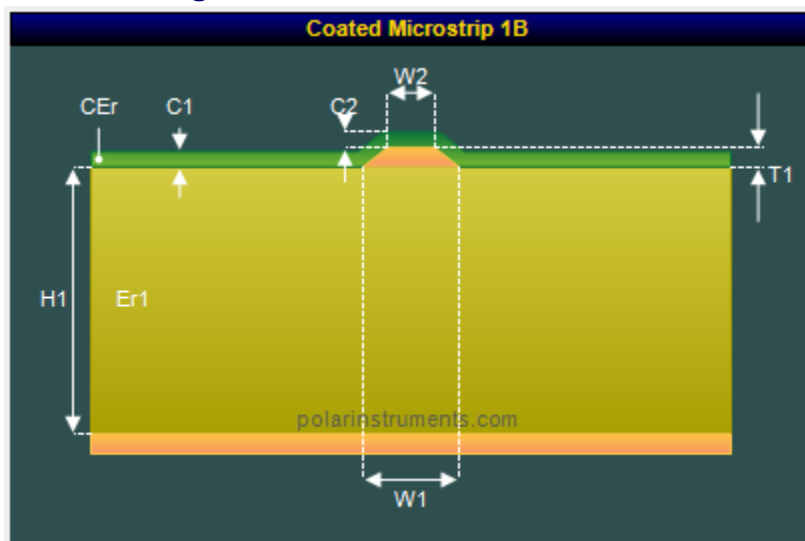 Coated Microstrip 1B
W2
CEr C1 C2
T1
H1 Er1
polarinstruments.com
W1